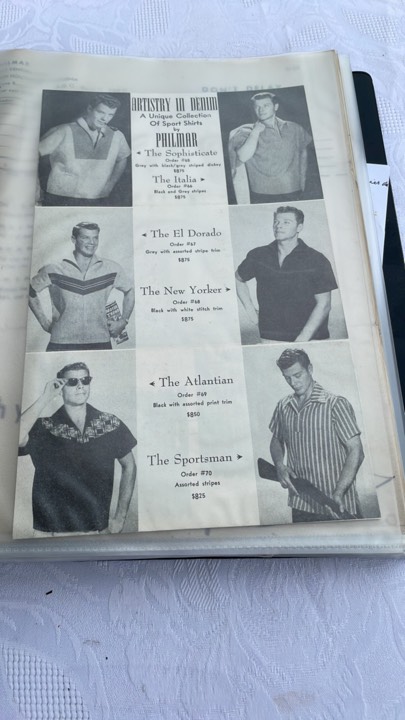 ARTISTRY IN DENIM
A Unique Collection
Of Sport Shirts
by
PARMAR
The Sophisticate
Order #65
Grey with black/grey striped dickey
$875
The Italia
Order #66
Black and Grey stripes
$875
The El Dorado
Order #67
Grey with assorted stripe trim
$875
The New Yorker
Order #68
Black with white stitch trim
$875
The Atlantian
Order #69
Black with assorted print trim
$850
The Sportsman
Order #70
Assorted stripes
$825